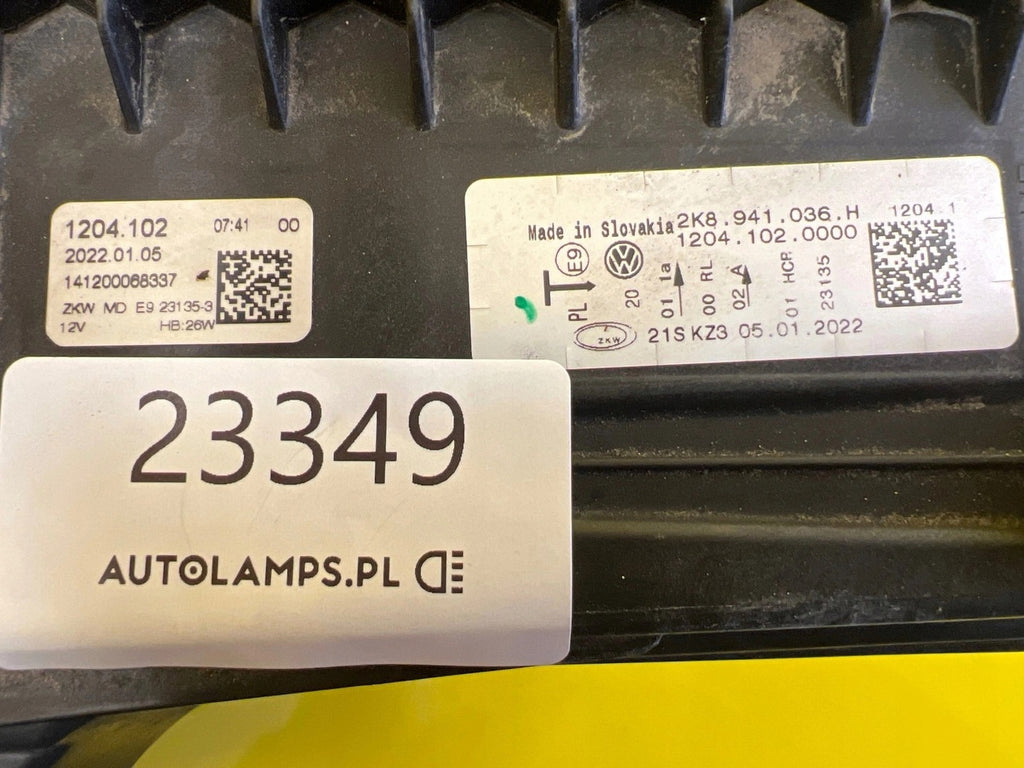 1204.102 07:41 00
2022.01.05
141200068337
ZKW MD E9 23135-3
12V HB:26W
Made in Slovakia 2K8.941.036.H
1204.102.0000
1204.1
E9
PL
20
01 1a
00 RL
02 A
01 HCR
23135
ZKW
21S KZ3 05.01.2022
23349
AUTOLAMPS.PL